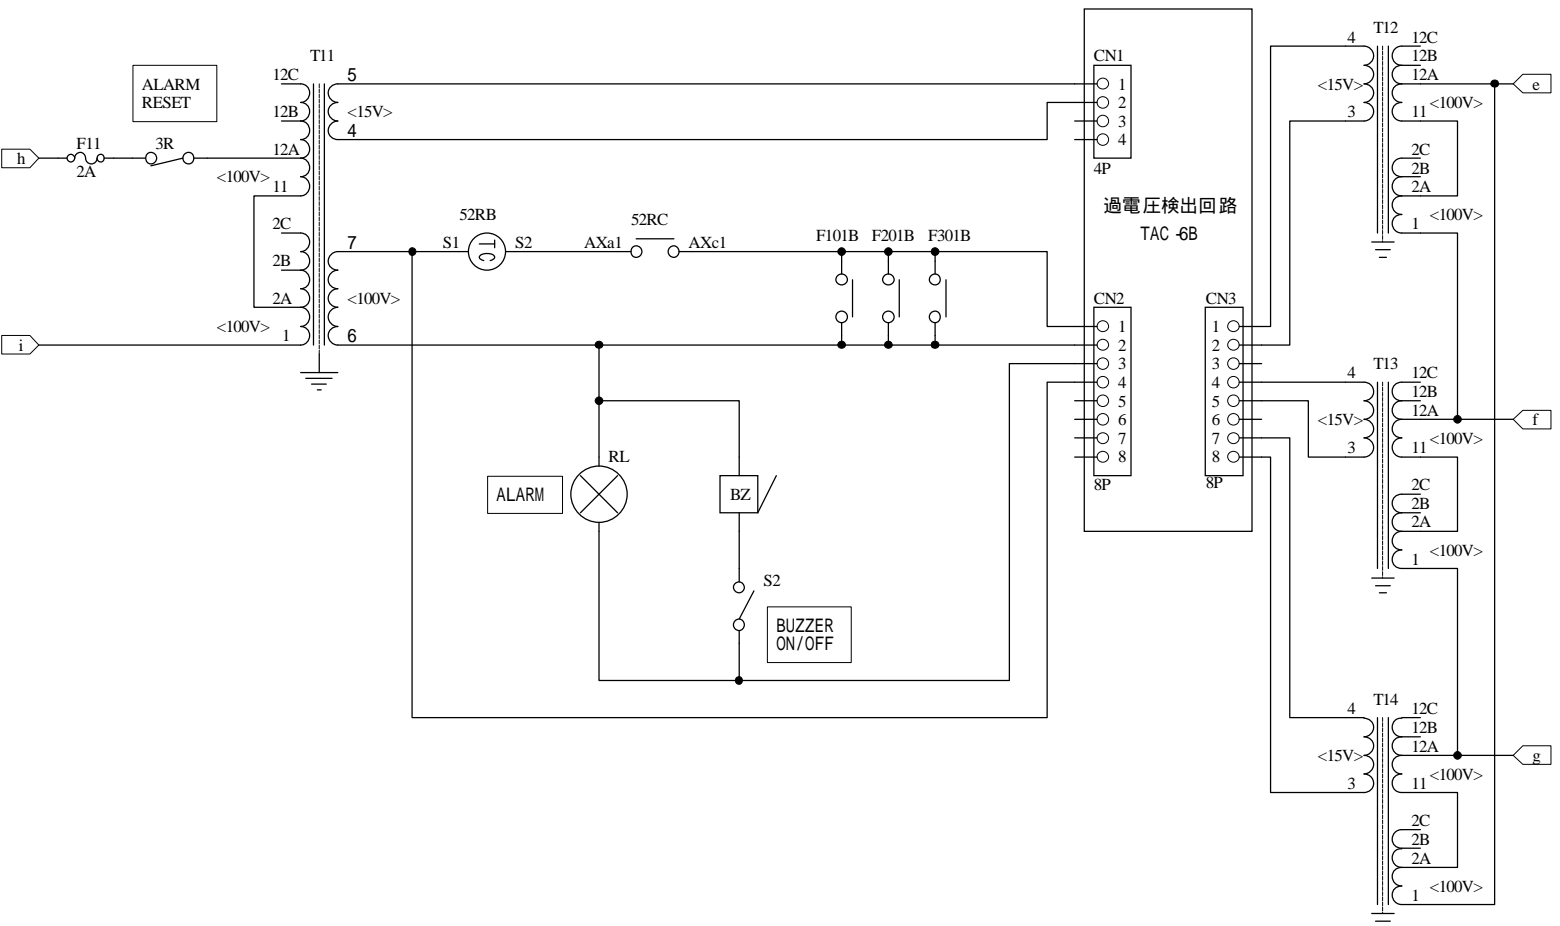 T11
12C
12B
12A
<100V>
11
2C
2B
2A
<100V>
1
5
<15V>
4
7
<100V>
6
ALARM
RESET
h
F11
2A
3R
i
52RB
S1
TC
S2
52RC
AXa1
AXc1
F101B
F201B
F301B
ALARM
RL
BZ
S2
BUZZER
ON/OFF
CN1
1
2
3
4
4P
過電圧検出回路
TAC-6B
CN2
1
2
3
4
5
6
7
8
8P
CN3
1
2
3
4
5
6
7
8
8P
T12
4
<15V>
3
12C
12B
12A
<100V>
11
2C
2B
2A
<100V>
1
e
T13
4
<15V>
3
12C
12B
12A
<100V>
11
2C
2B
2A
<100V>
1
f
T14
4
<15V>
3
12C
12B
12A
<100V>
11
2C
2B
2A
<100V>
1
g